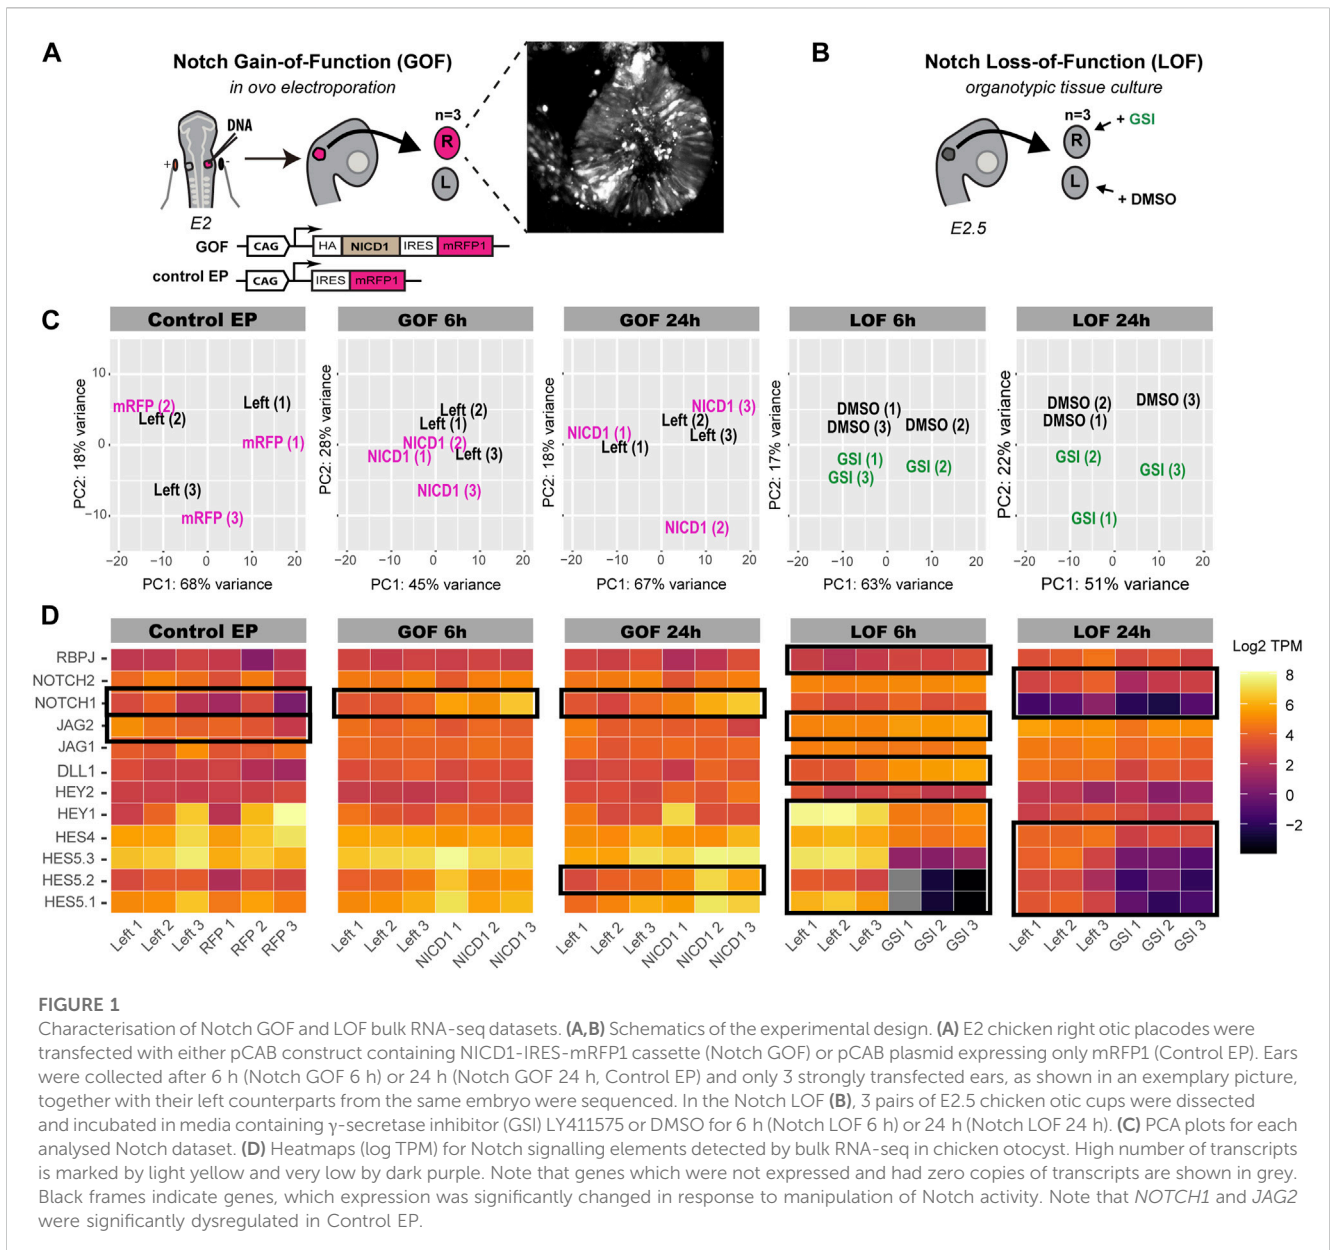 A
Notch Gain-of-Function (GOF)
in ovo electroporation
DNA
+
-
E2
n=3
R
L
GOF
CAG
HA
NICD1
IRES
mRFP1
control EP
CAG
IRES
mRFP1
B
Notch Loss-of-Function (LOF)
organotypic tissue culture
n=3
+ GSI
R
L
+ DMSO
E2.5
C
Control EP
PC2: 18% variance
10
0
−10
mRFP (2)
Left (2)
Left (1)
mRFP (1)
Left (3)
mRFP (3)
−20 −10 0 10 20
PC1: 68% variance
GOF 6h
PC2: 28% variance
Left (2)
Left (1)
NICD1 (2)
NICD1 (1)
Left (3)
NICD1 (3)
−20 −10 0 10 20
PC1: 45% variance
GOF 24h
PC2: 18% variance
NICD1 (3)
NICD1 (1)
Left (2)
Left (3)
Left (1)
NICD1 (2)
−20 −10 0 10 20
PC1: 67% variance
LOF 6h
PC2: 17% variance
DMSO (1)
DMSO (3)
DMSO (2)
GSI (1)
GSI (2)
GSI (3)
−20 −10 0 10 20
PC1: 63% variance
LOF 24h
PC2: 22% variance
DMSO (2)
DMSO (3)
DMSO (1)
GSI (2)
GSI (3)
GSI (1)
−20 −10 0 10 20
PC1: 51% variance
D
Control EP
GOF 6h
GOF 24h
LOF 6h
LOF 24h
RBPJ
NOTCH2
NOTCH1
JAG2
JAG1
DLL1
HEY2
HEY1
HES4
HES5.3
HES5.2
HES5.1
Left 1 Left 2 Left 3 RFP 1 RFP 2 RFP 3
Left 1 Left 2 Left 3 NICD1 1 NICD1 2 NICD1 3
Left 1 Left 2 Left 3 NICD1 1 NICD1 2 NICD1 3
Left 1 Left 2 Left 3 GSI 1 GSI 2 GSI 3
Left 1 Left 2 Left 3 GSI 1 GSI 2 GSI 3
Log2 TPM
8
6
4
2
0
−2
FIGURE 1
Characterisation of Notch GOF and LOF bulk RNA-seq datasets. (A,B) Schematics of the experimental design. (A) E2 chicken right otic placodes were
transfected with either pCAB construct containing NICD1-IRES-mRFP1 cassette (Notch GOF) or pCAB plasmid expressing only mRFP1 (Control EP). Ears
were collected after 6 h (Notch GOF 6 h) or 24 h (Notch GOF 24 h, Control EP) and only 3 strongly transfected ears, as shown in an exemplary picture,
together with their left counterparts from the same embryo were sequenced. In the Notch LOF (B), 3 pairs of E2.5 chicken otic cups were dissected
and incubated in media containing γ-secretase inhibitor (GSI) LY411575 or DMSO for 6 h (Notch LOF 6 h) or 24 h (Notch LOF 24 h). (C) PCA plots for each
analysed Notch dataset. (D) Heatmaps (log TPM) for Notch signalling elements detected by bulk RNA-seq in chicken otocyst. High number of transcripts
is marked by light yellow and very low by dark purple. Note that genes which were not expressed and had zero copies of transcripts are shown in grey.
Black frames indicate genes, which expression was significantly changed in response to manipulation of Notch activity. Note that NOTCH1 and JAG2
were significantly dysregulated in Control EP.